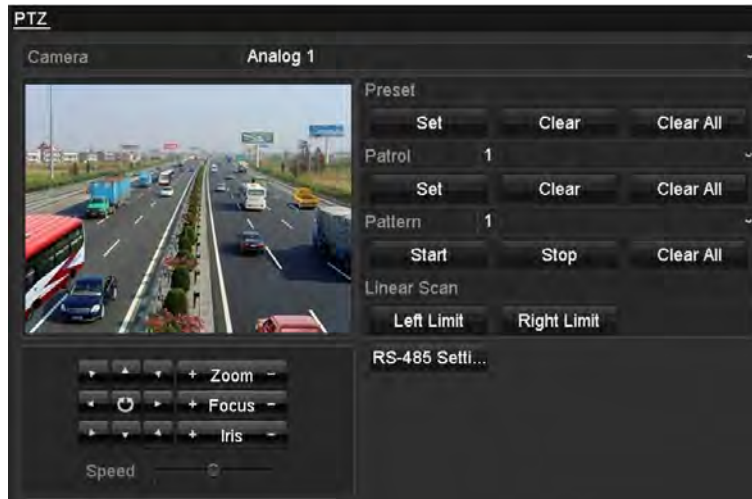 PTZ
Camera Analog 1
Preset
Set Clear Clear All
Patrol 1
Set Clear Clear All
Pattern 1
Start Stop Clear All
Linear Scan
Left Limit Right Limit
RS-485 Setti...
+ Zoom -
+ Focus -
+ Iris -
Speed